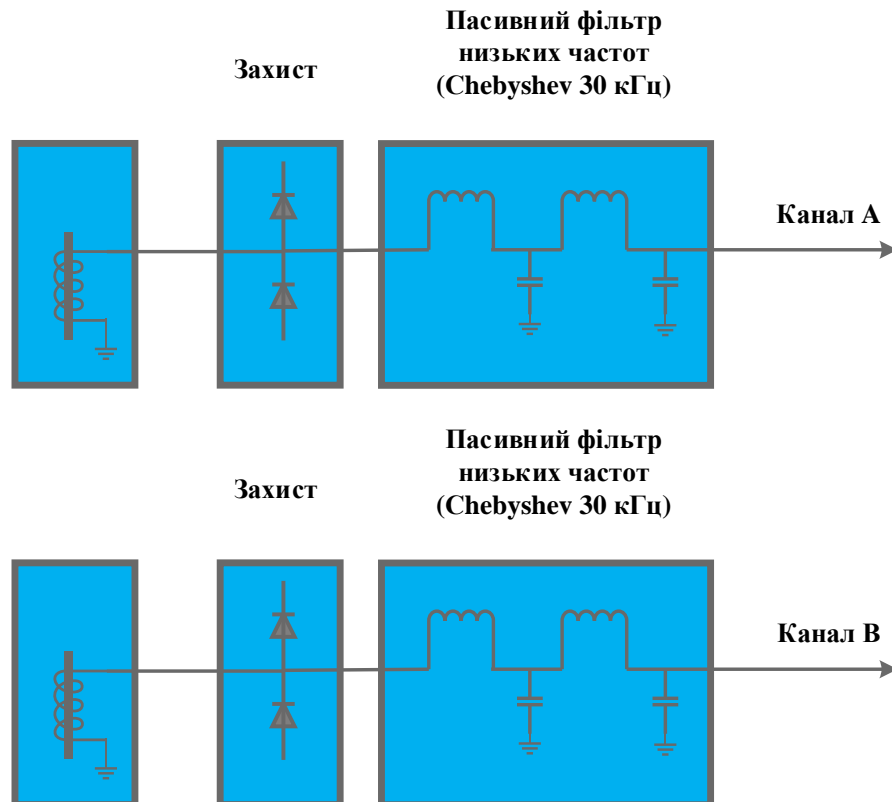 Пасивний фільтр
низьких частот
(Chebyshev 30 кГц)
Захист
Канал A
Пасивний фільтр
низьких частот
(Chebyshev 30 кГц)
Захист
Канал B